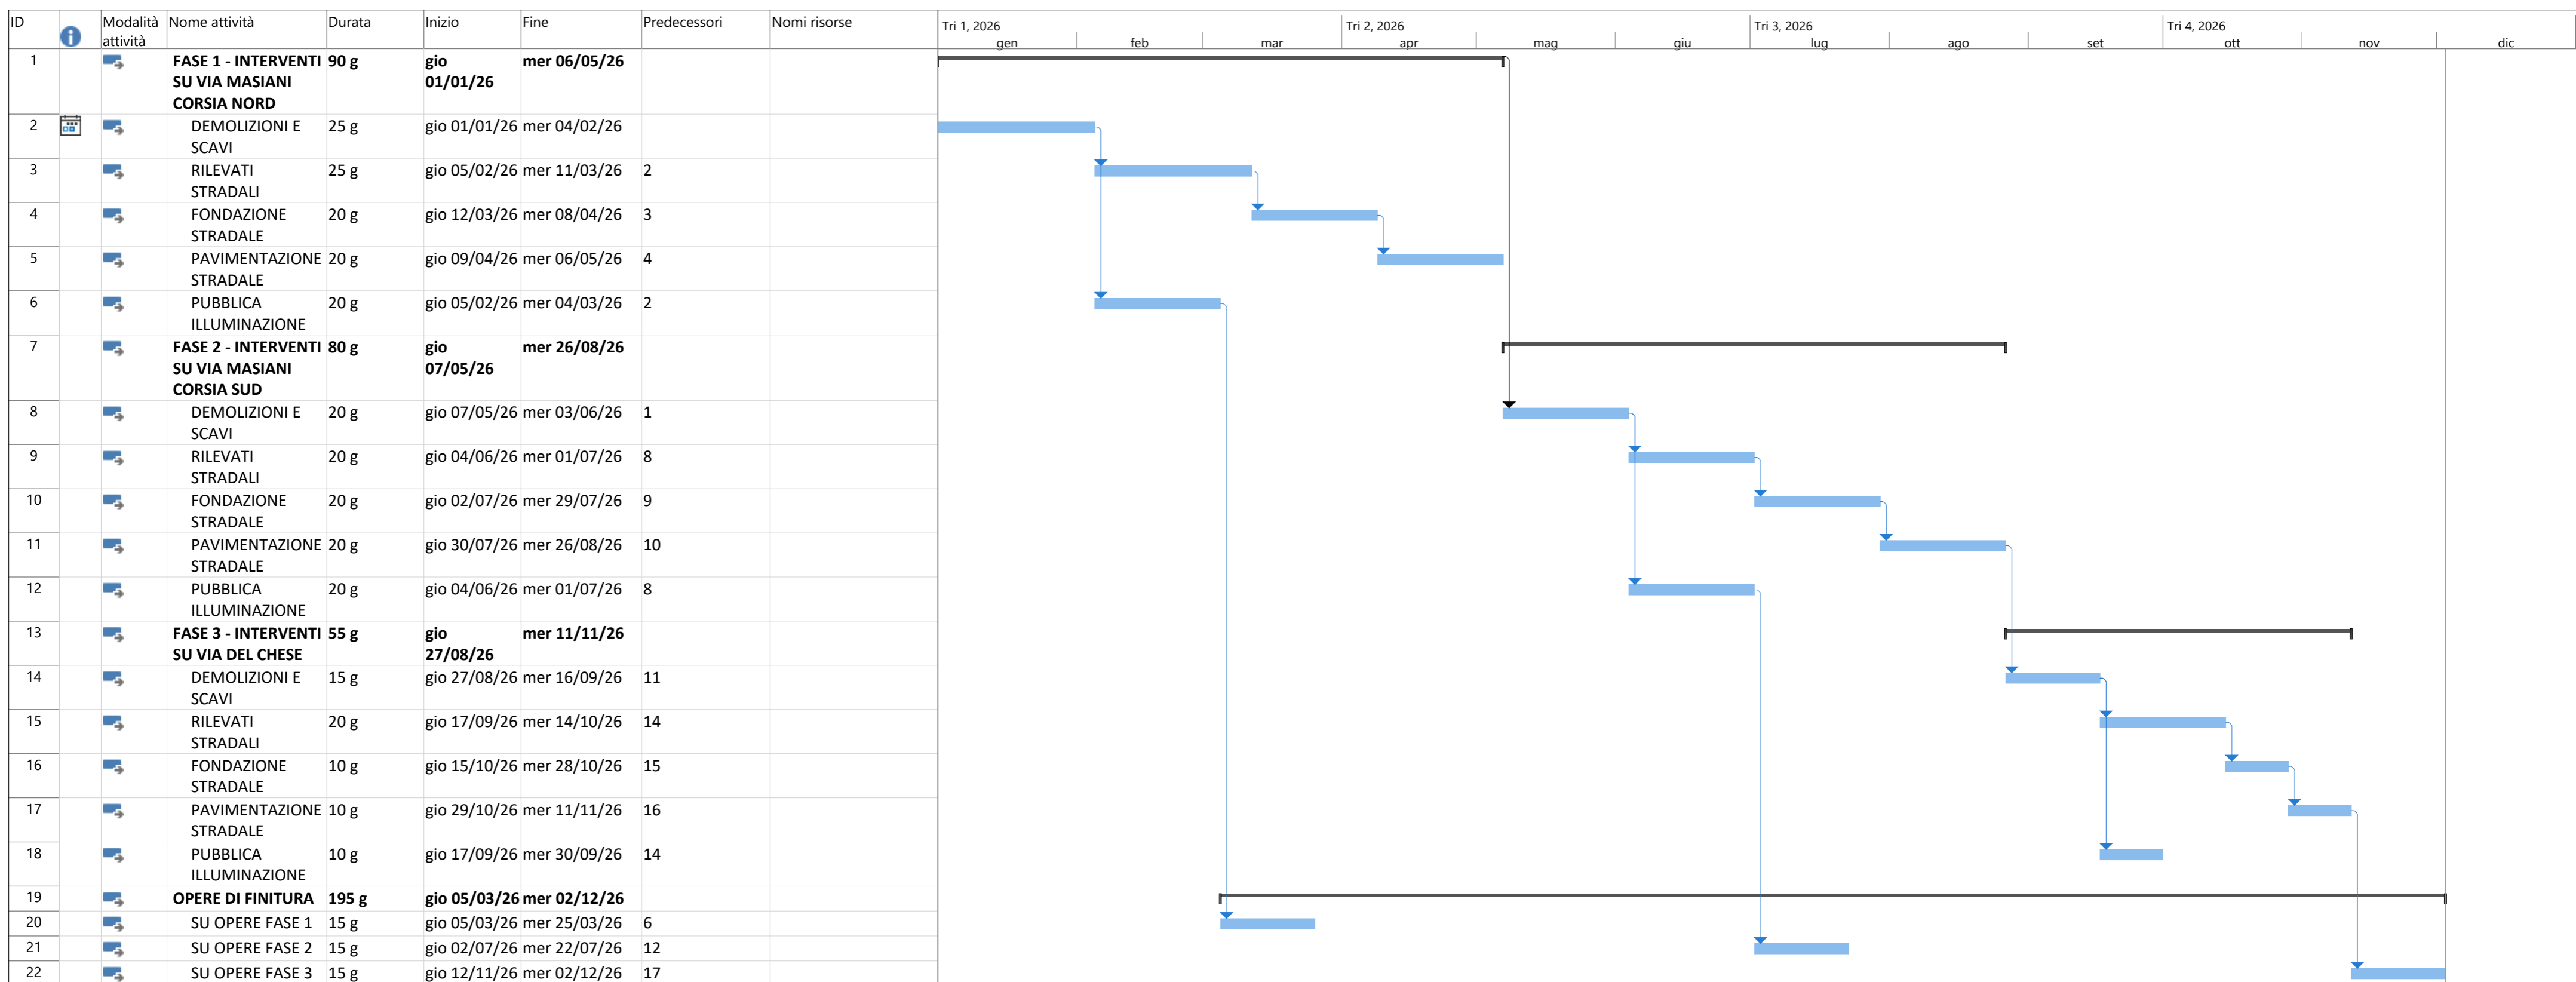 ID Modalità attività Nome attività Durata Inizio Fine Predecessori Nomi risorse
Tri 1, 2026 Tri 2, 2026 Tri 3, 2026 Tri 4, 2026
gen feb mar apr mag giu lug ago set ott nov dic
1 FASE 1 - INTERVENTI 90 g gio mer 06/05/26
SU VIA MASIANI 01/01/26
CORSIA NORD
2 DEMOLIZIONI E 25 g gio 01/01/26 mer 04/02/26
SCAVI
3 RILEVATI 25 g gio 05/02/26 mer 11/03/26 2
STRADALI
4 FONDAZIONE 20 g gio 12/03/26 mer 08/04/26 3
STRADALE
5 PAVIMENTAZIONE 20 g gio 09/04/26 mer 06/05/26 4
STRADALE
6 PUBBLICA 20 g gio 05/02/26 mer 04/03/26 2
ILLUMINAZIONE
7 FASE 2 - INTERVENTI 80 g gio mer 26/08/26
SU VIA MASIANI 07/05/26
CORSIA SUD
8 DEMOLIZIONI E 20 g gio 07/05/26 mer 03/06/26 1
SCAVI
9 RILEVATI 20 g gio 04/06/26 mer 01/07/26 8
STRADALI
10 FONDAZIONE 20 g gio 02/07/26 mer 29/07/26 9
STRADALE
11 PAVIMENTAZIONE 20 g gio 30/07/26 mer 26/08/26 10
STRADALE
12 PUBBLICA 20 g gio 04/06/26 mer 01/07/26 8
ILLUMINAZIONE
13 FASE 3 - INTERVENTI 55 g gio mer 11/11/26
SU VIA DEL CHESE 27/08/26
14 DEMOLIZIONI E 15 g gio 27/08/26 mer 16/09/26 11
SCAVI
15 RILEVATI 20 g gio 17/09/26 mer 14/10/26 14
STRADALI
16 FONDAZIONE 10 g gio 15/10/26 mer 28/10/26 15
STRADALE
17 PAVIMENTAZIONE 10 g gio 29/10/26 mer 11/11/26 16
STRADALE
18 PUBBLICA 10 g gio 17/09/26 mer 30/09/26 14
ILLUMINAZIONE
19 OPERE DI FINITURA 195 g gio 05/03/26 mer 02/12/26
20 SU OPERE FASE 1 15 g gio 05/03/26 mer 25/03/26 6
21 SU OPERE FASE 2 15 g gio 02/07/26 mer 22/07/26 12
22 SU OPERE FASE 3 15 g gio 12/11/26 mer 02/12/26 17